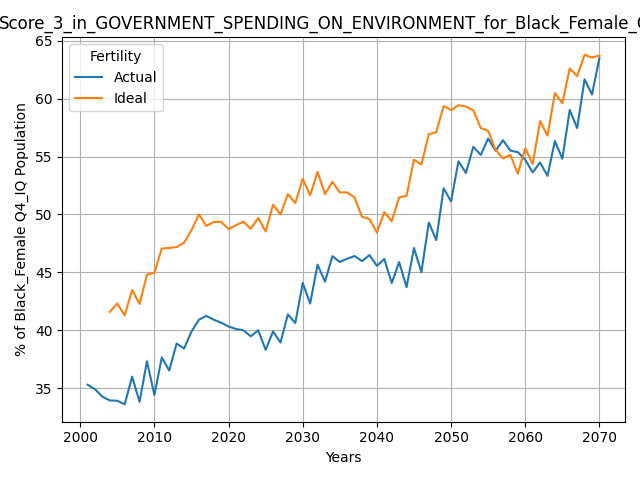 Score_3_in_GOVERNMENT_SPENDING_ON_ENVIRONMENT_for_Black_Female_
Fertility
Actual
Ideal
% of Black_Female Q4_IQ Population
65
60
55
50
45
40
35
2000 2010 2020 2030 2040 2050 2060 2070
Years